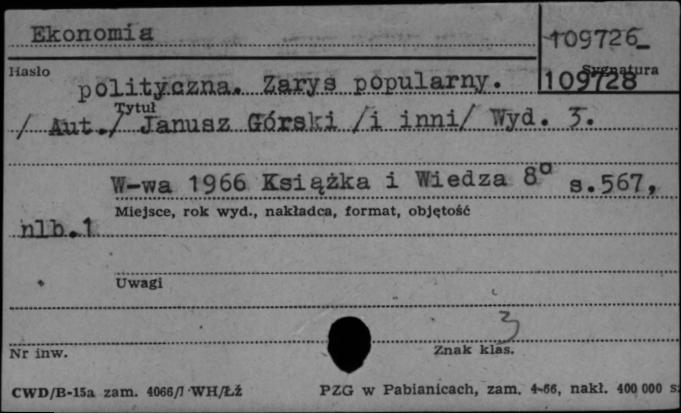 Ekonomia
109726_
Hasło
Sygnatura
polityczna. Zarys popularny.
109728
Tytuł
/ Aut./ Janusz Górski /i inni/ Wyd. 3.
W-wa 1966 Książka i Wiedza 8° s.567,
Miejsce, rok wyd., nakładca, format, objętość
nlb.1
Uwagi
3
Nr inw.
Znak klas.
CWD/B-15a zam. 4066/I WH/Łż
PZG w Pabianicach, zam. 4-66, nakł. 400 000 s